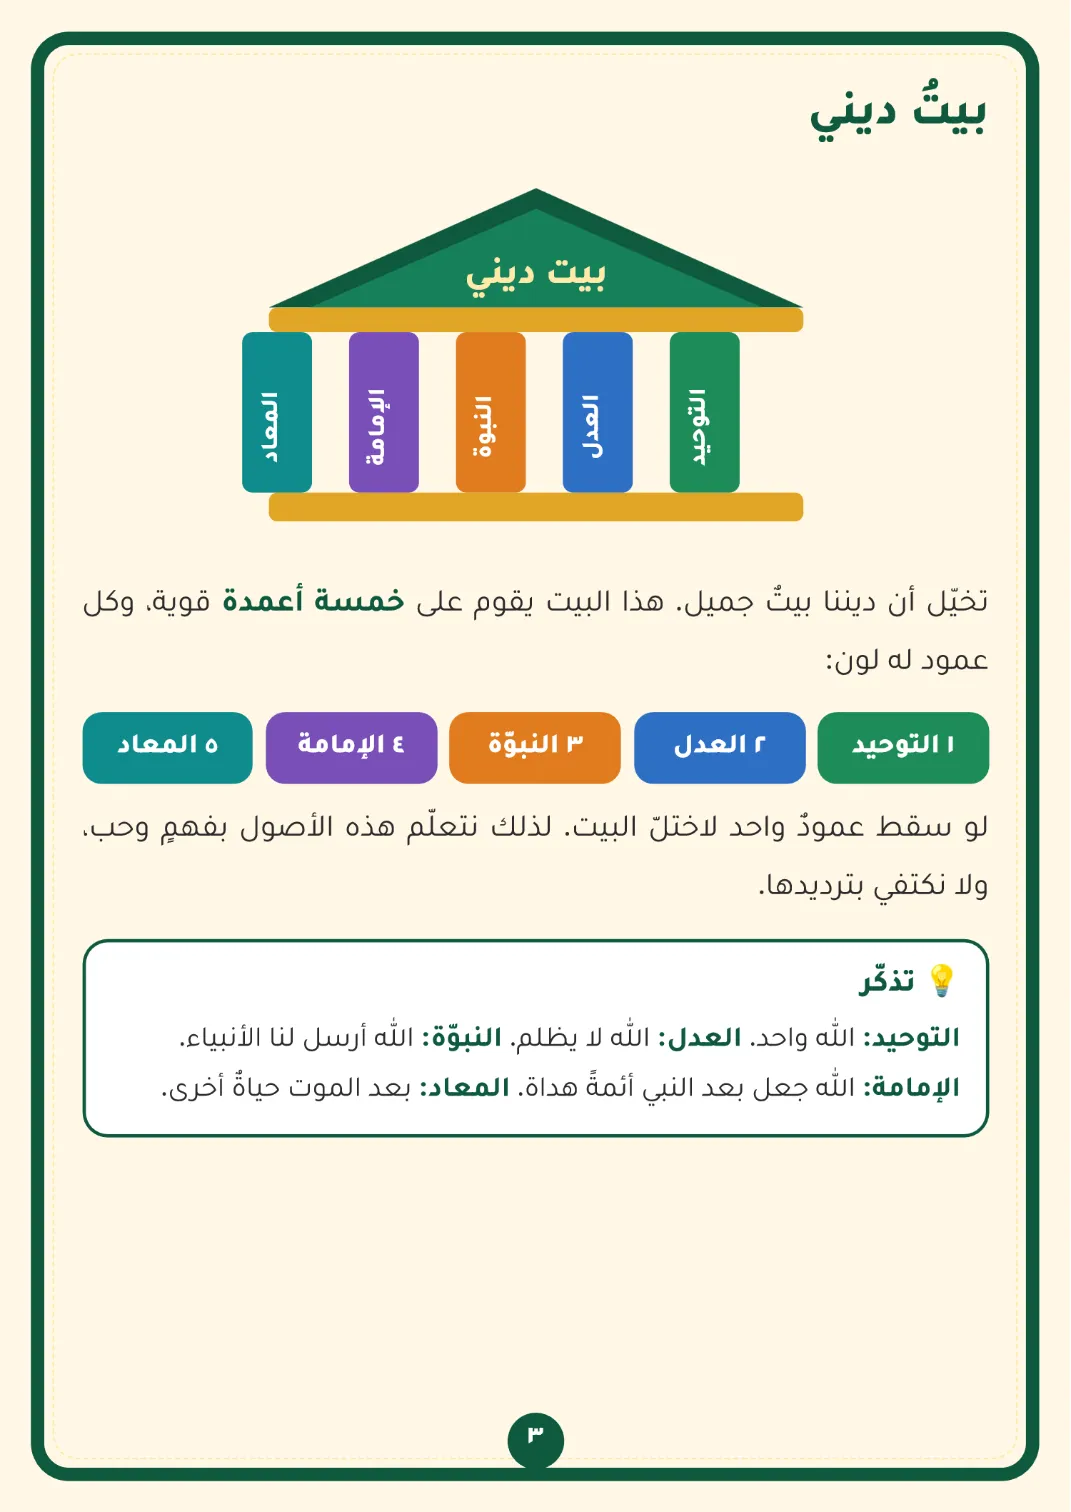 بيتُ ديني
بيت ديني
التوحيد
العدل
النبوة
الإمامة
المعاد
تخيّل أن ديننا بيتٌ جميل. هذا البيت يقوم على خمسة أعمدة قوية، وكل
عمود له لون:
١ التوحيد
٢ العدل
٣ النبوّة
٤ الإمامة
٥ المعاد
لو سقط عمودٌ واحد لاختلّ البيت. لذلك نتعلّم هذه الأصول بفهمٍ وحب،
ولا نكتفي بترديدها.
💡 تذكّر
التوحيد: الله واحد. العدل: الله لا يظلم. النبوّة: الله أرسل لنا الأنبياء.
الإمامة: الله جعل بعد النبي أئمةً هداة. المعاد: بعد الموت حياةٌ أخرى.
٣